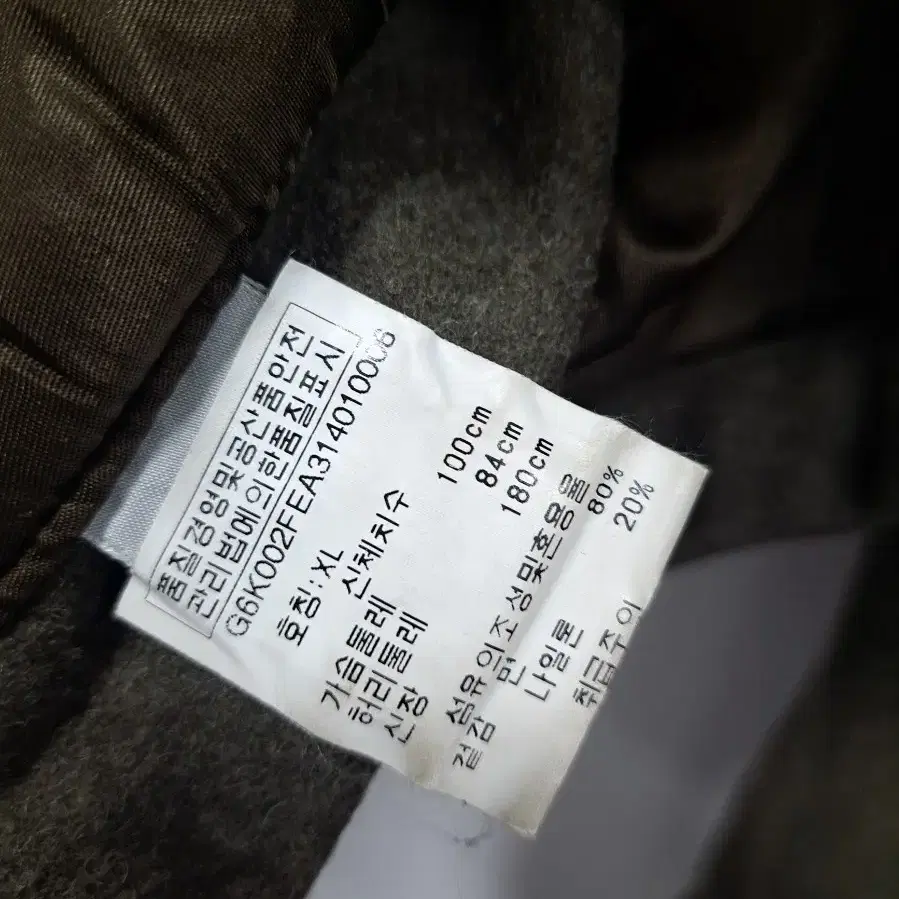 품질경영및공산품안전
관리법에의한품질표시
G6K002FEA314010006
호칭:XL
신체치수
가슴둘레 100cm
허리둘레 84cm
신장 180cm
섬유의조성및혼용율
겉감 면 80%
나일론 20%
취급주의